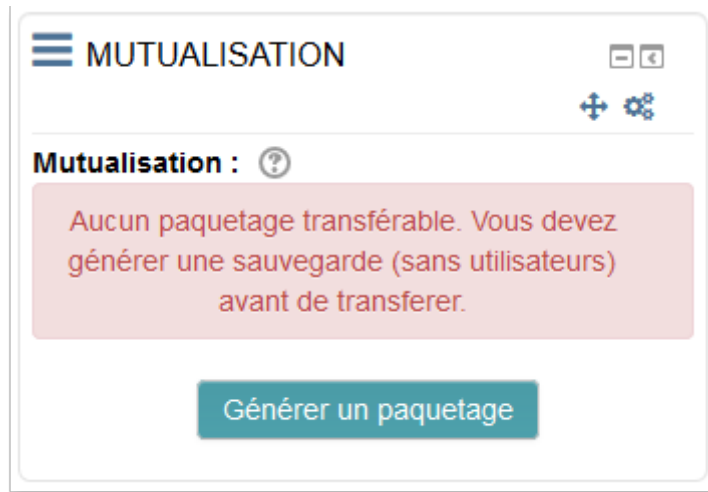 MUTUALISATION
Mutualisation :
Aucun paquetage transférable. Vous devez
générer une sauvegarde (sans utilisateurs)
avant de transferer.
Générer un paquetage